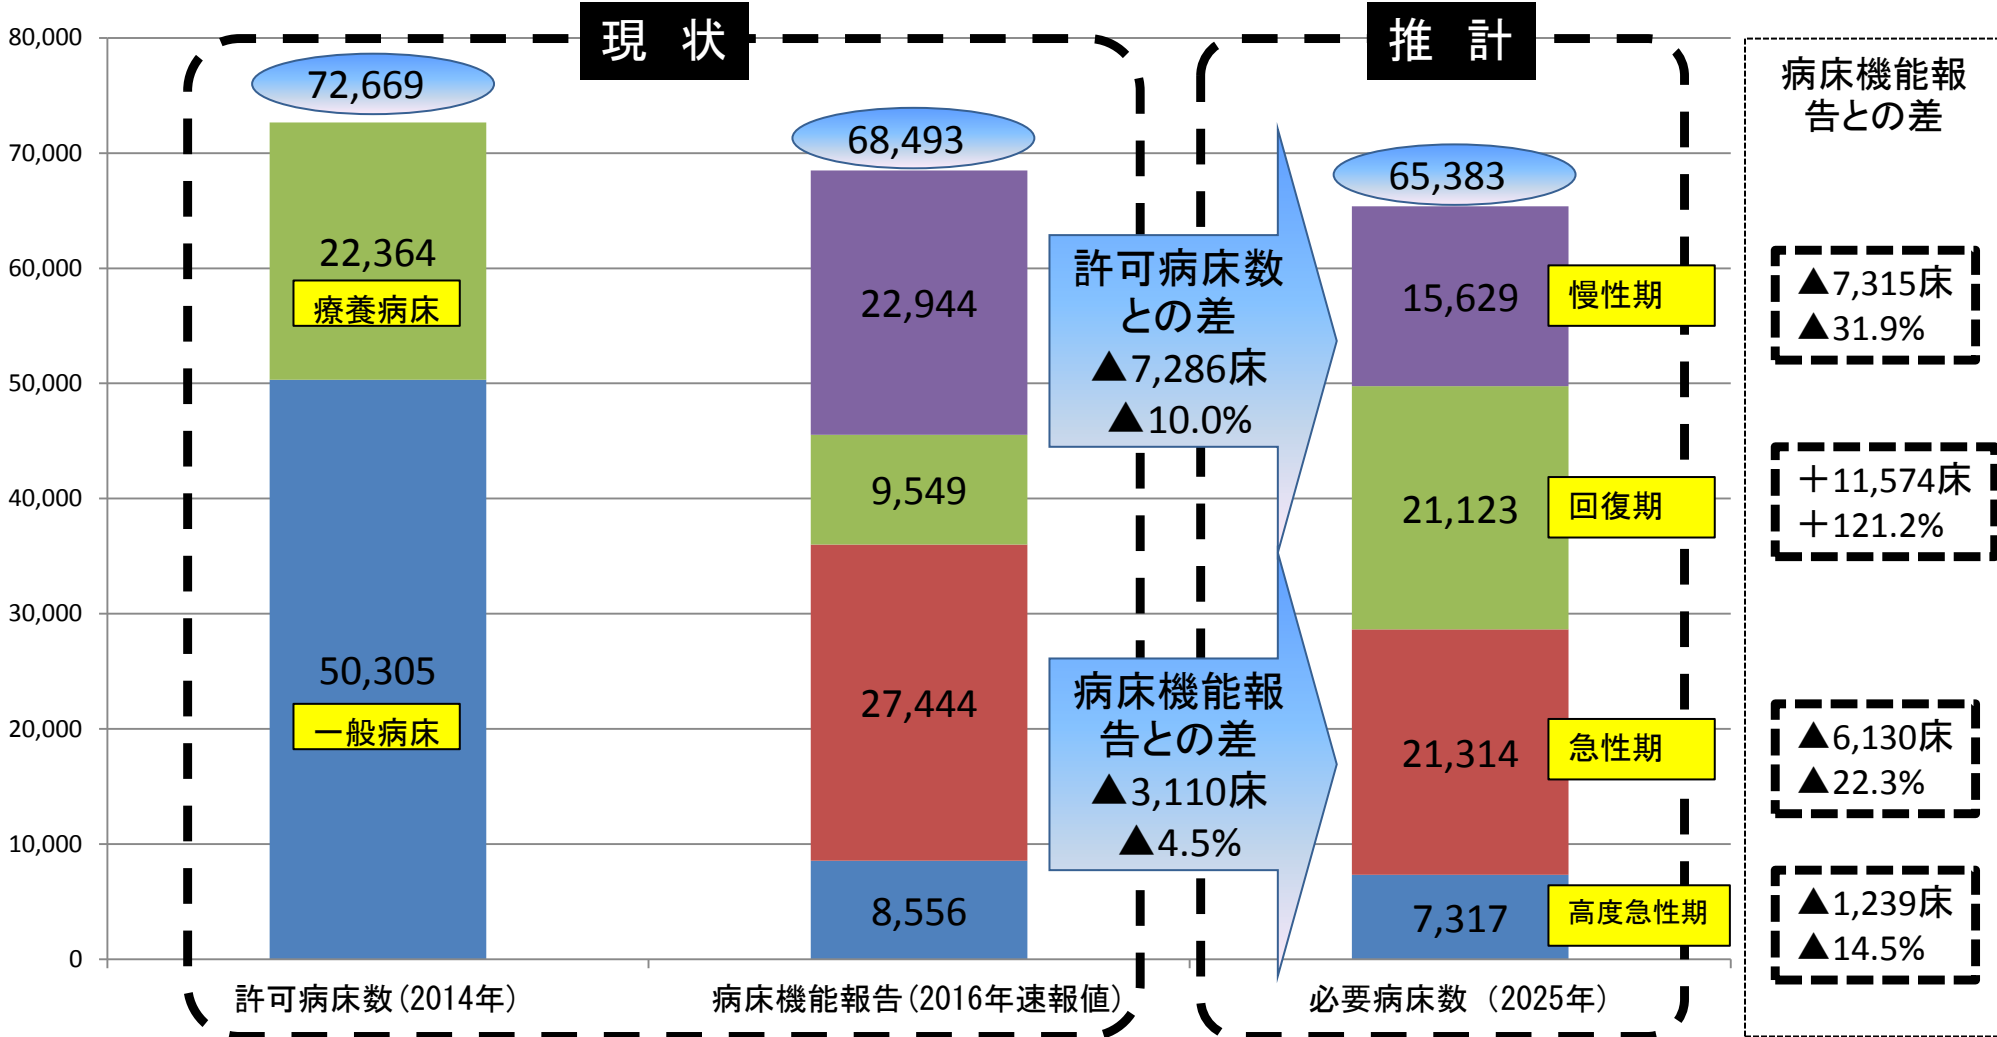 現 状
推 計
80,000
70,000
60,000
50,000
40,000
30,000
20,000
10,000
0
72,669
22,364
療養病床
50,305
一般病床
許可病床数(2014年)
68,493
22,944
9,549
27,444
8,556
病床機能報告(2016年速報値)
許可病床数
との差
▲7,286床
▲10.0%
病床機能報
告との差
▲3,110床
▲4.5%
65,383
15,629
慢性期
21,123
回復期
21,314
急性期
7,317
高度急性期
必要病床数 (2025年)
病床機能報
告との差
▲7,315床
▲31.9%
+11,574床
+121.2%
▲6,130床
▲22.3%
▲1,239床
▲14.5%